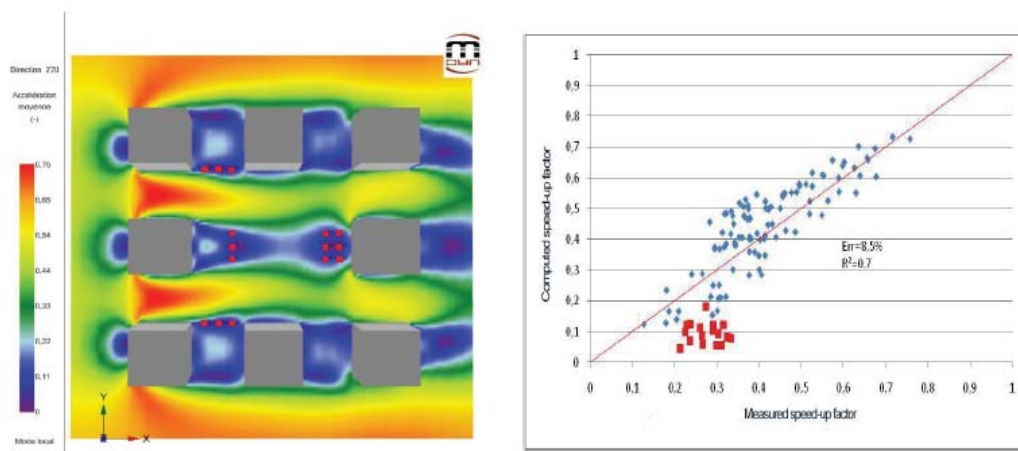 m
DYN
Direction 270
Accélération
moyenne
(-)
0,76
0,65
0,54
0,44
0,33
0,22
0,11
0
Y
X
Mode local
Computed speed-up factor
1
0,9
0,8
0,7
0,6
0,5
0,4
0,3
0,2
0,1
0
Err=8,5%
R²=0.7
0 0.1 0.2 0.3 0.4 0.5 0.6 0.7 0.8 0.9 1
Measured speed-up factor